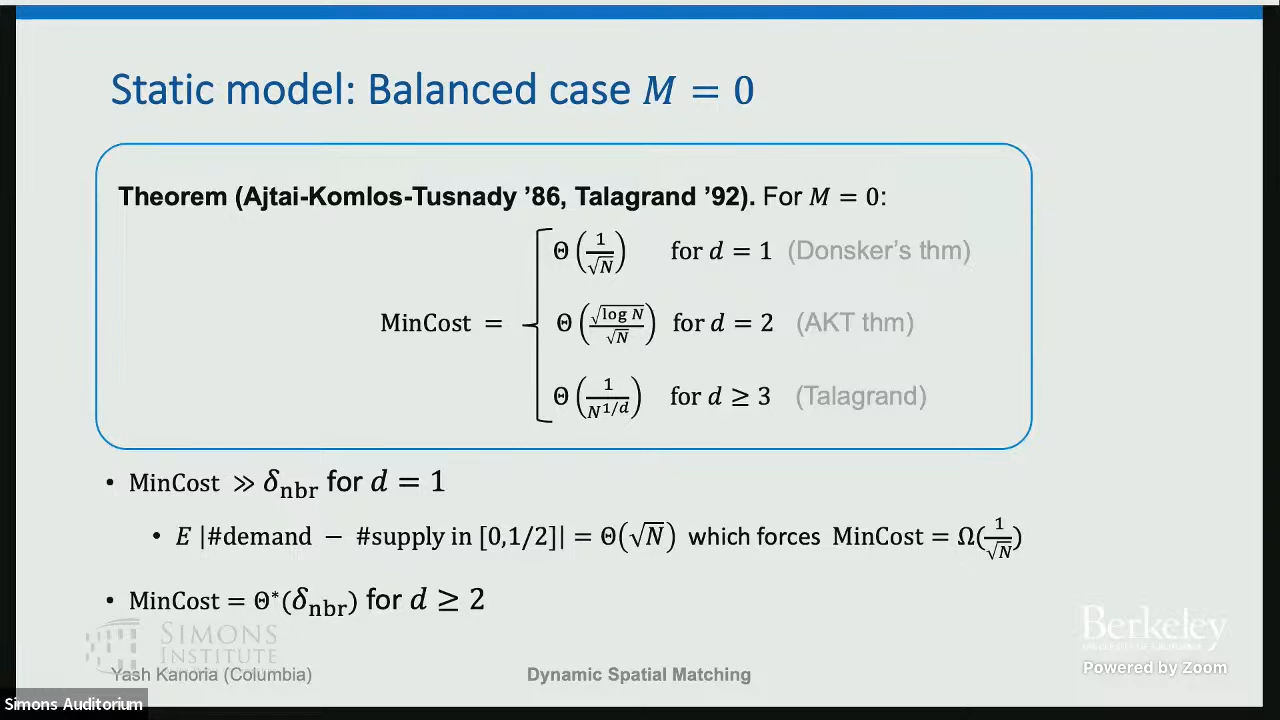 Static model: Balanced case M = 0
Theorem (Ajtai-Komlos-Tusnady ’86, Talagrand ’92). For M = 0:
MinCost = { Θ(1/√N) for d = 1 (Donsker’s thm)
Θ(√log N/√N) for d = 2 (AKT thm)
Θ(1/N^{1/d}) for d ≥ 3 (Talagrand)
• MinCost ≫ δ_nbr for d = 1
• E |#demand − #supply in [0,1/2]| = Θ(√N) which forces MinCost = Ω(1/√N)
• MinCost = Θ*(δ_nbr) for d ≥ 2
SIMONS
INSTITUTE
Berkeley
UNIVERSITY OF CALIFORNIA
Powered by Zoom
Yash Kanoria (Columbia)
Dynamic Spatial Matching
Simons Auditorium